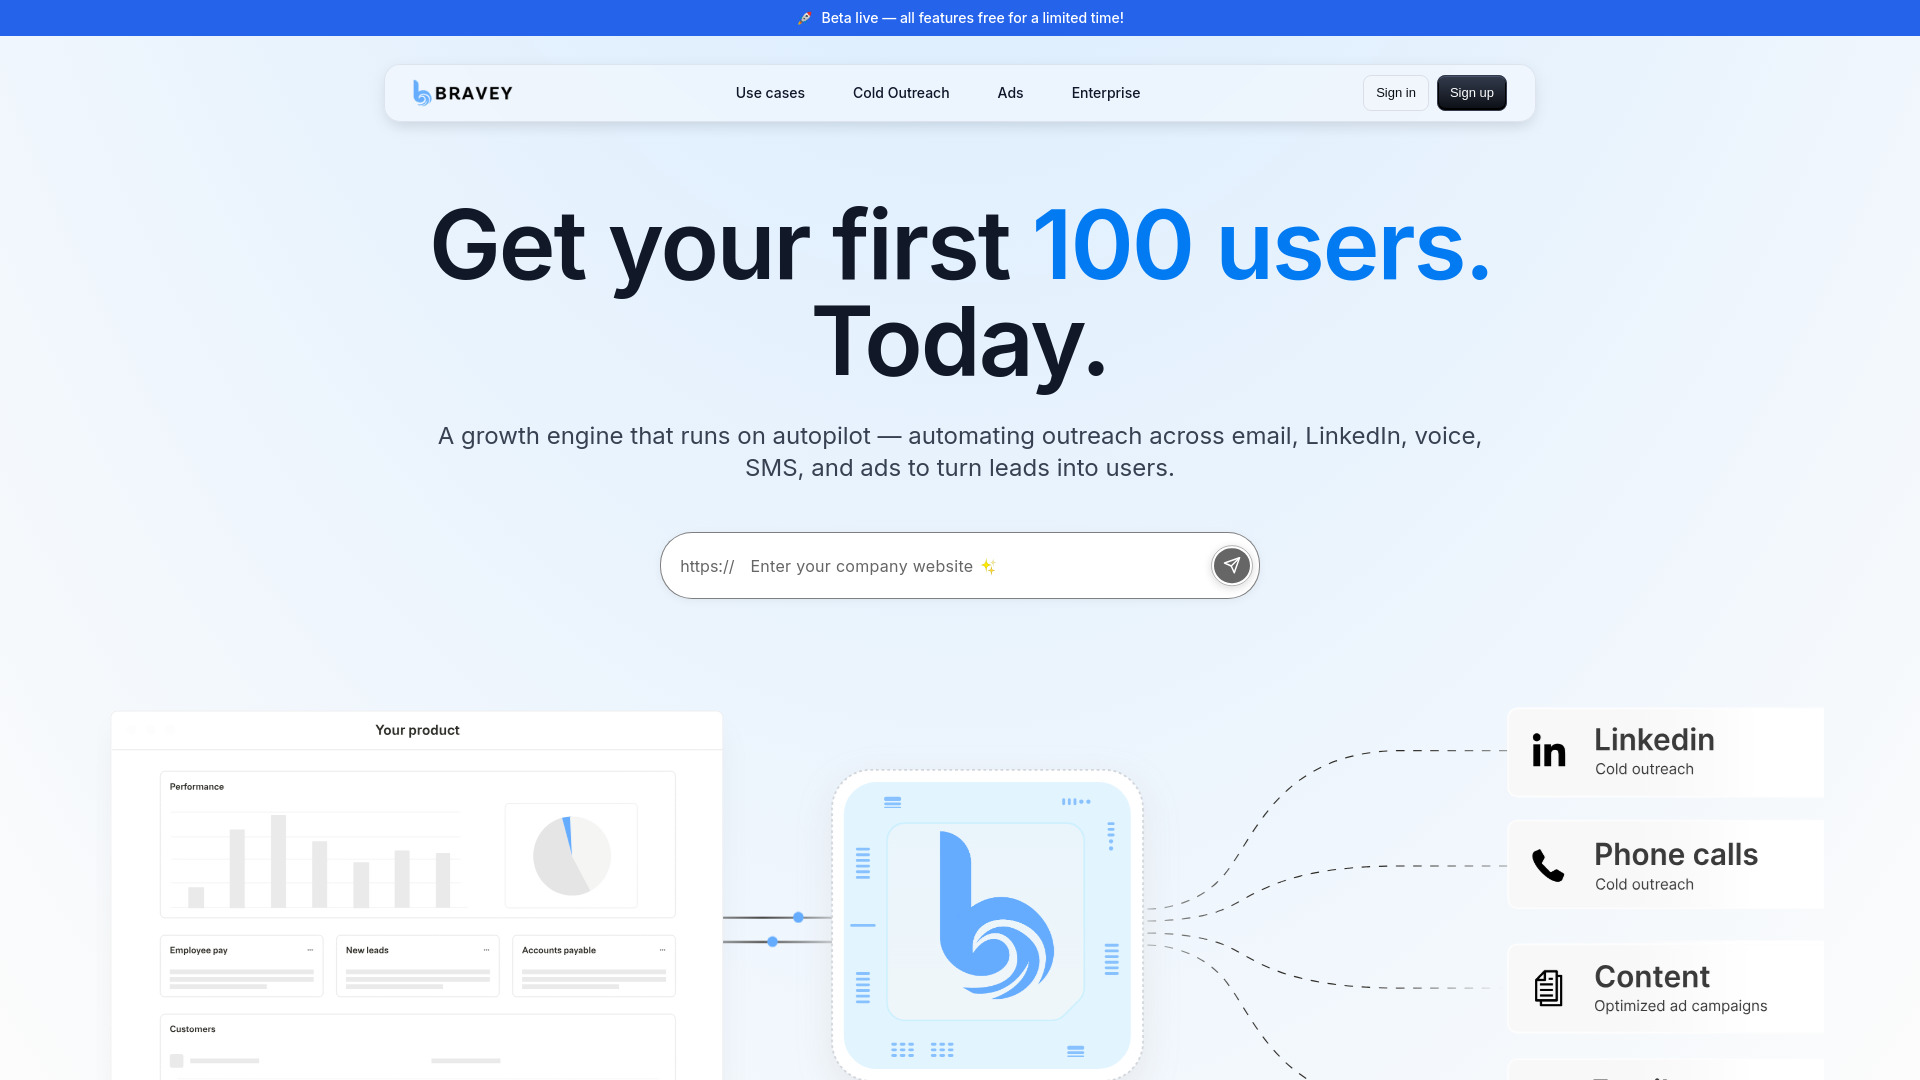 🚀 Beta live — all features free for a limited time!
BRAVEY
Use cases
Cold Outreach
Ads
Enterprise
Sign in
Sign up
Get your first 100 users.
Today.
A growth engine that runs on autopilot — automating outreach across email, LinkedIn, voice,
SMS, and ads to turn leads into users.
https:// Enter your company website ✨
Your product
Performance
Employee pay
New leads
Accounts payable
Customers
Linkedin
Cold outreach
Phone calls
Cold outreach
Content
Optimized ad campaigns